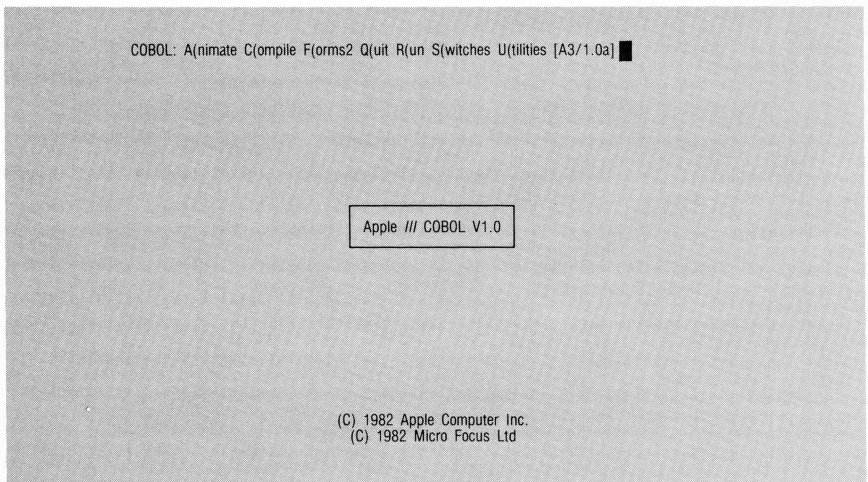 COBOL: A(nimate C(ompile F(orms2 Q(uit R(un S(witches U(tilities [A3/1.0a]
Apple /// COBOL V1.0
(C) 1982 Apple Computer Inc.
(C) 1982 Micro Focus Ltd